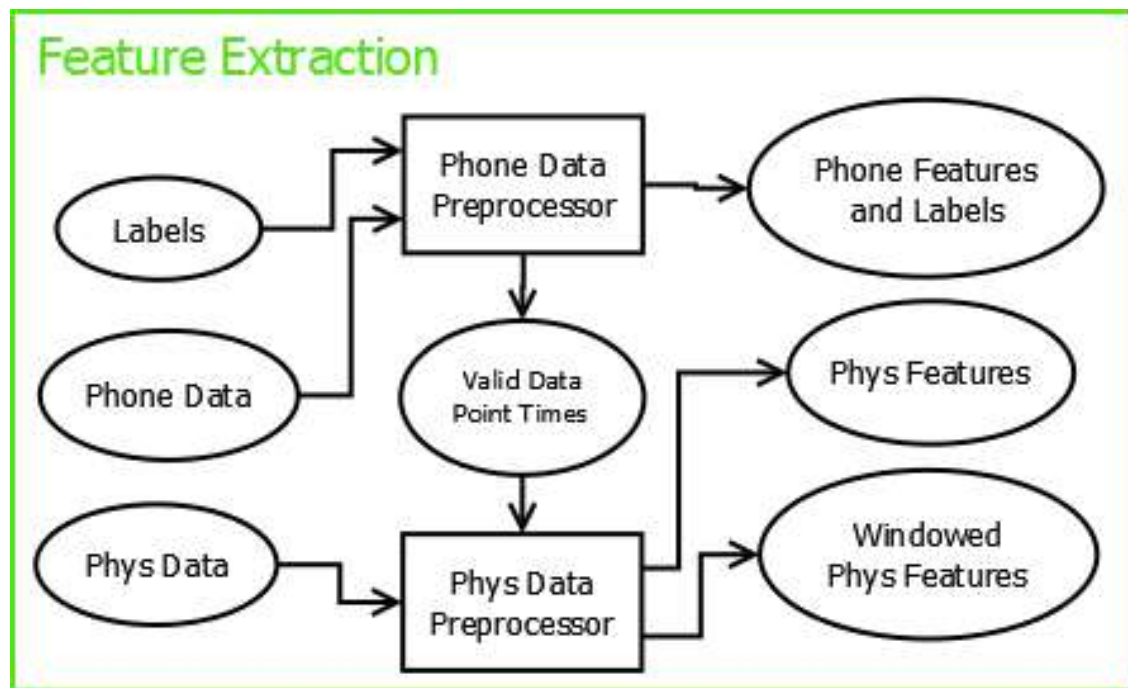 Feature Extraction
Labels
Phone Data
Preprocessor
Phone Features
and Labels
Phone Data
Valid Data
Point Times
Phys Features
Phys Data
Phys Data
Preprocessor
Windowed
Phys Features